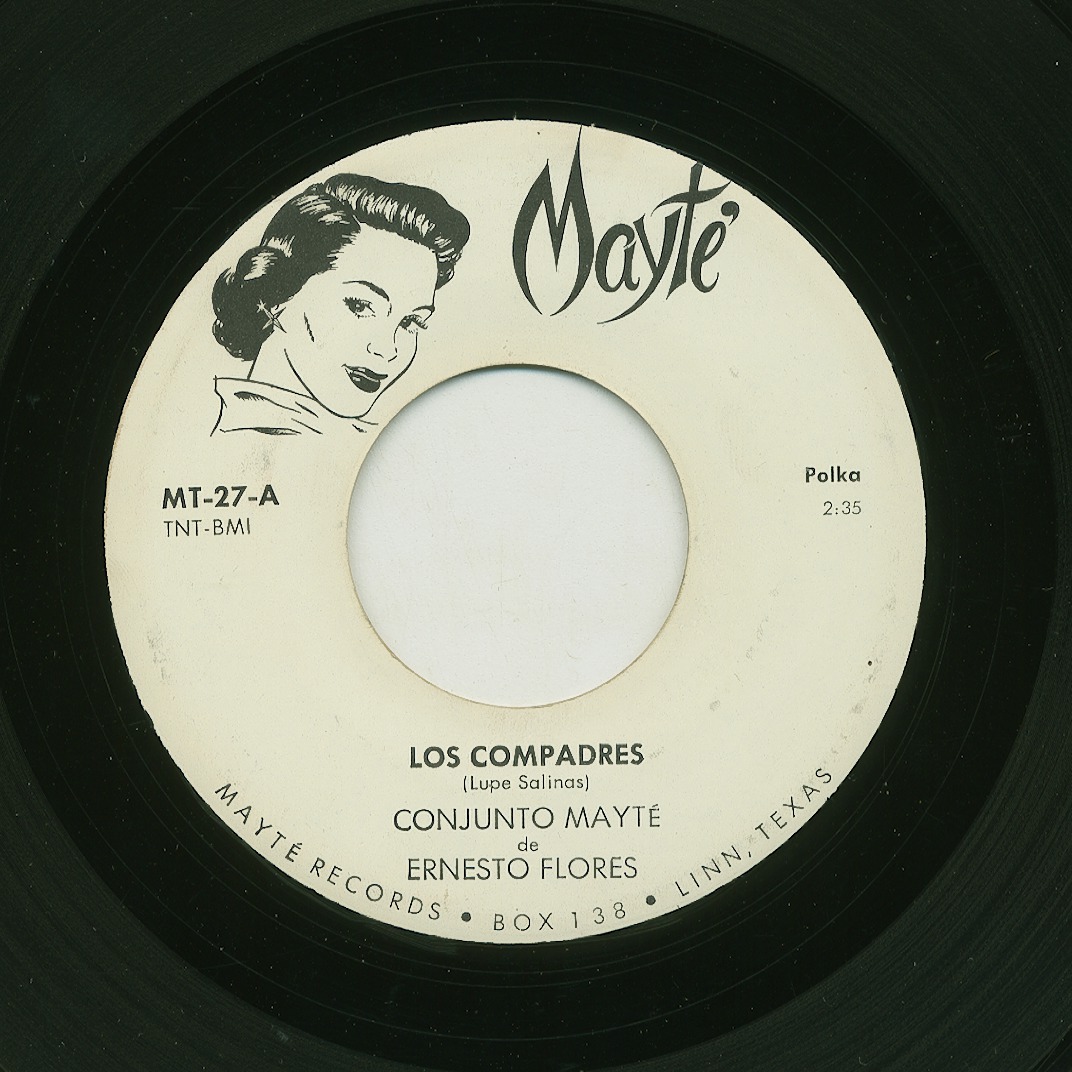 Mayté
MT-27-A
TNT-BMI
Polka
2:35
LOS COMPADRES
(Lupe Salinas)
CONJUNTO MAYTÉ
de
ERNESTO FLORES
MAYTÉ RECORDS • BOX 138 • LINN, TEXAS